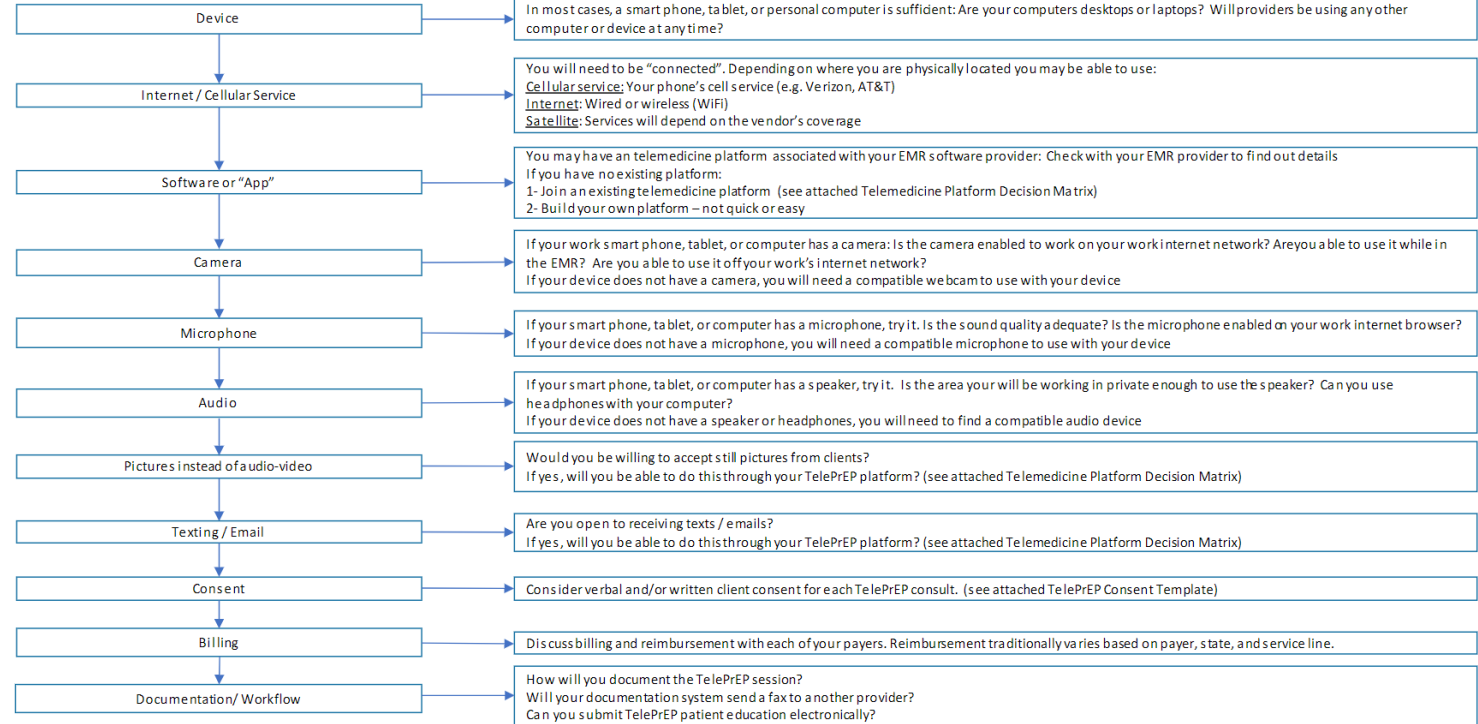 Device
In most cases, a smart phone, tablet, or personal computer is sufficient: Are your computers desktops or laptops? Will providers be using any other
computer or device at any time?
Internet / Cellular Service
You will need to be “connected”. Depending on where you are physically located you may be able to use:
Cellular service: Your phone’s cell service (e.g. Verizon, AT&T)
Internet: Wired or wireless (WiFi)
Satellite: Services will depend on the vendor’s coverage
Software or “App”
You may have an telemedicine platform associated with your EMR software provider: Check with your EMR provider to find out details
If you have no existing platform:
1- Join an existing telemedicine platform (see attached Telemedicine Platform Decision Matrix)
2- Build your own platform – not quick or easy
Camera
If your work smart phone, tablet, or computer has a camera: Is the camera enabled to work on your work internet network? Are you able to use it while in
the EMR? Are you able to use it off your work’s internet network?
If your device does not have a camera, you will need a compatible webcam to use with your device
Microphone
If your smart phone, tablet, or computer has a microphone, try it. Is the sound quality adequate? Is the microphone enabled on your work internet browser?
If your device does not have a microphone, you will need a compatible microphone to use with your device
Audio
If your smart phone, tablet, or computer has a speaker, try it. Is the area your will be working in private enough to use the speaker? Can you use
headphones with your computer?
If your device does not have a speaker or headphones, you will need to find a compatible audio device
Pictures instead of audio-video
Would you be willing to accept still pictures from clients?
If yes, will you be able to do this through your TelePrEP platform? (see attached Telemedicine Platform Decision Matrix)
Texting / Email
Are you open to receiving texts / emails?
If yes, will you be able to do this through your TelePrEP platform? (see attached Telemedicine Platform Decision Matrix)
Consent
Consider verbal and/or written client consent for each TelePrEP consult. (see attached TelePrEP Consent Template)
Billing
Discuss billing and reimbursement with each of your payers. Reimbursement traditionally varies based on payer, state, and service line.
Documentation/ Workflow
How will you document the TelePrEP session?
Will your documentation system send a fax to another provider?
Can you submit TelePrEP patient education electronically?